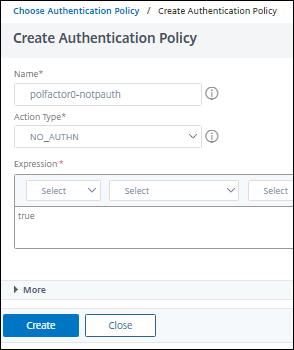 Choose Authentication Policy / Create Authentication Policy
Create Authentication Policy
Name*
polfactor0-notpauth
Action Type*
NO_AUTHN
Expression *
Select Select Select
true
More
Create Close